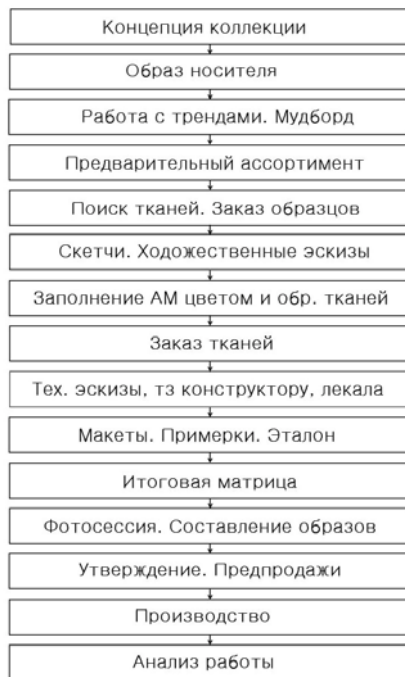 Концепция коллекции
Образ носителя
Работа с трендами. Мудборд
Предварительный ассортимент
Поиск тканей. Заказ образцов
Скетчи. Ходожественные эскизы
Заполнение АМ цветом и обр. тканей
Заказ тканей
Тех. эскизы, тз конструктору, лекала
Макеты. Примерки. Эталон
Итоговая матрица
Фотосессия. Составление образов
Утверждение. Предпродажи
Производство
Анализ работы